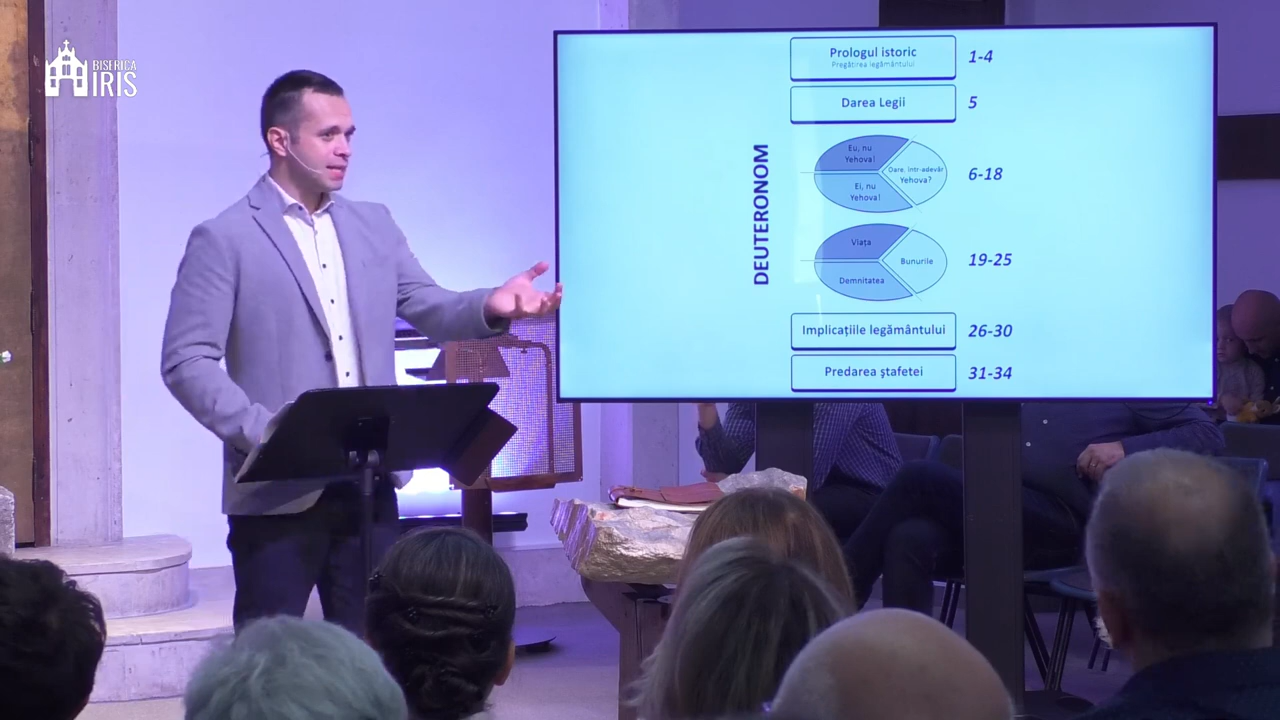 BISERICA
IRIS
DEUTERONOM
Prologul istoric
Pregătirea legământului
1-4
Darea Legii
5
Eu, nu
Yehova!
Dare, într-adevăr
Yehova?
Ei, nu
Yehova!
6-18
Viața
Bunurile
Demnitatea
19-25
Implicațiile legământului
26-30
Predarea ștafetei
31-34